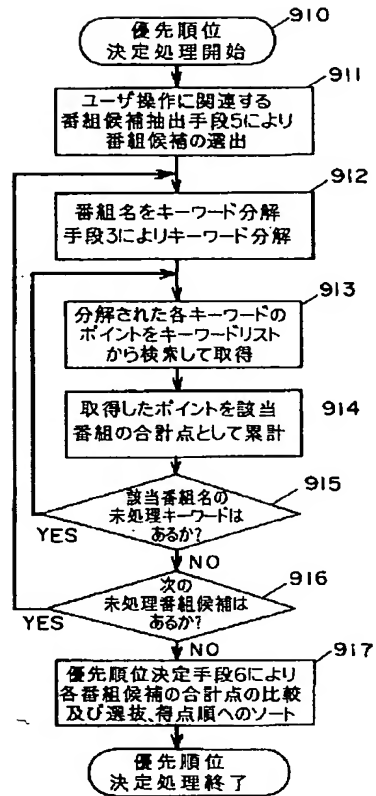 910
優先順位
決定処理開始
911
ユーザ操作に関連する
番組候補抽出手段5により
番組候補の選出
912
番組名をキーワード分解
手段3によりキーワード分解
913
分解された各キーワードの
ポイントをキーワードリスト
から検索して取得
914
取得したポイントを該当
番組の合計点として累計
915
該当番組名の
未処理キーワードは
あるか?
YES
NO
916
次の
未処理番組候補は
あるか?
YES
NO
917
優先順位決定手段6により
各番組候補の合計点の比較
及び選抜、得点順へのソート
優先順位
決定処理終了